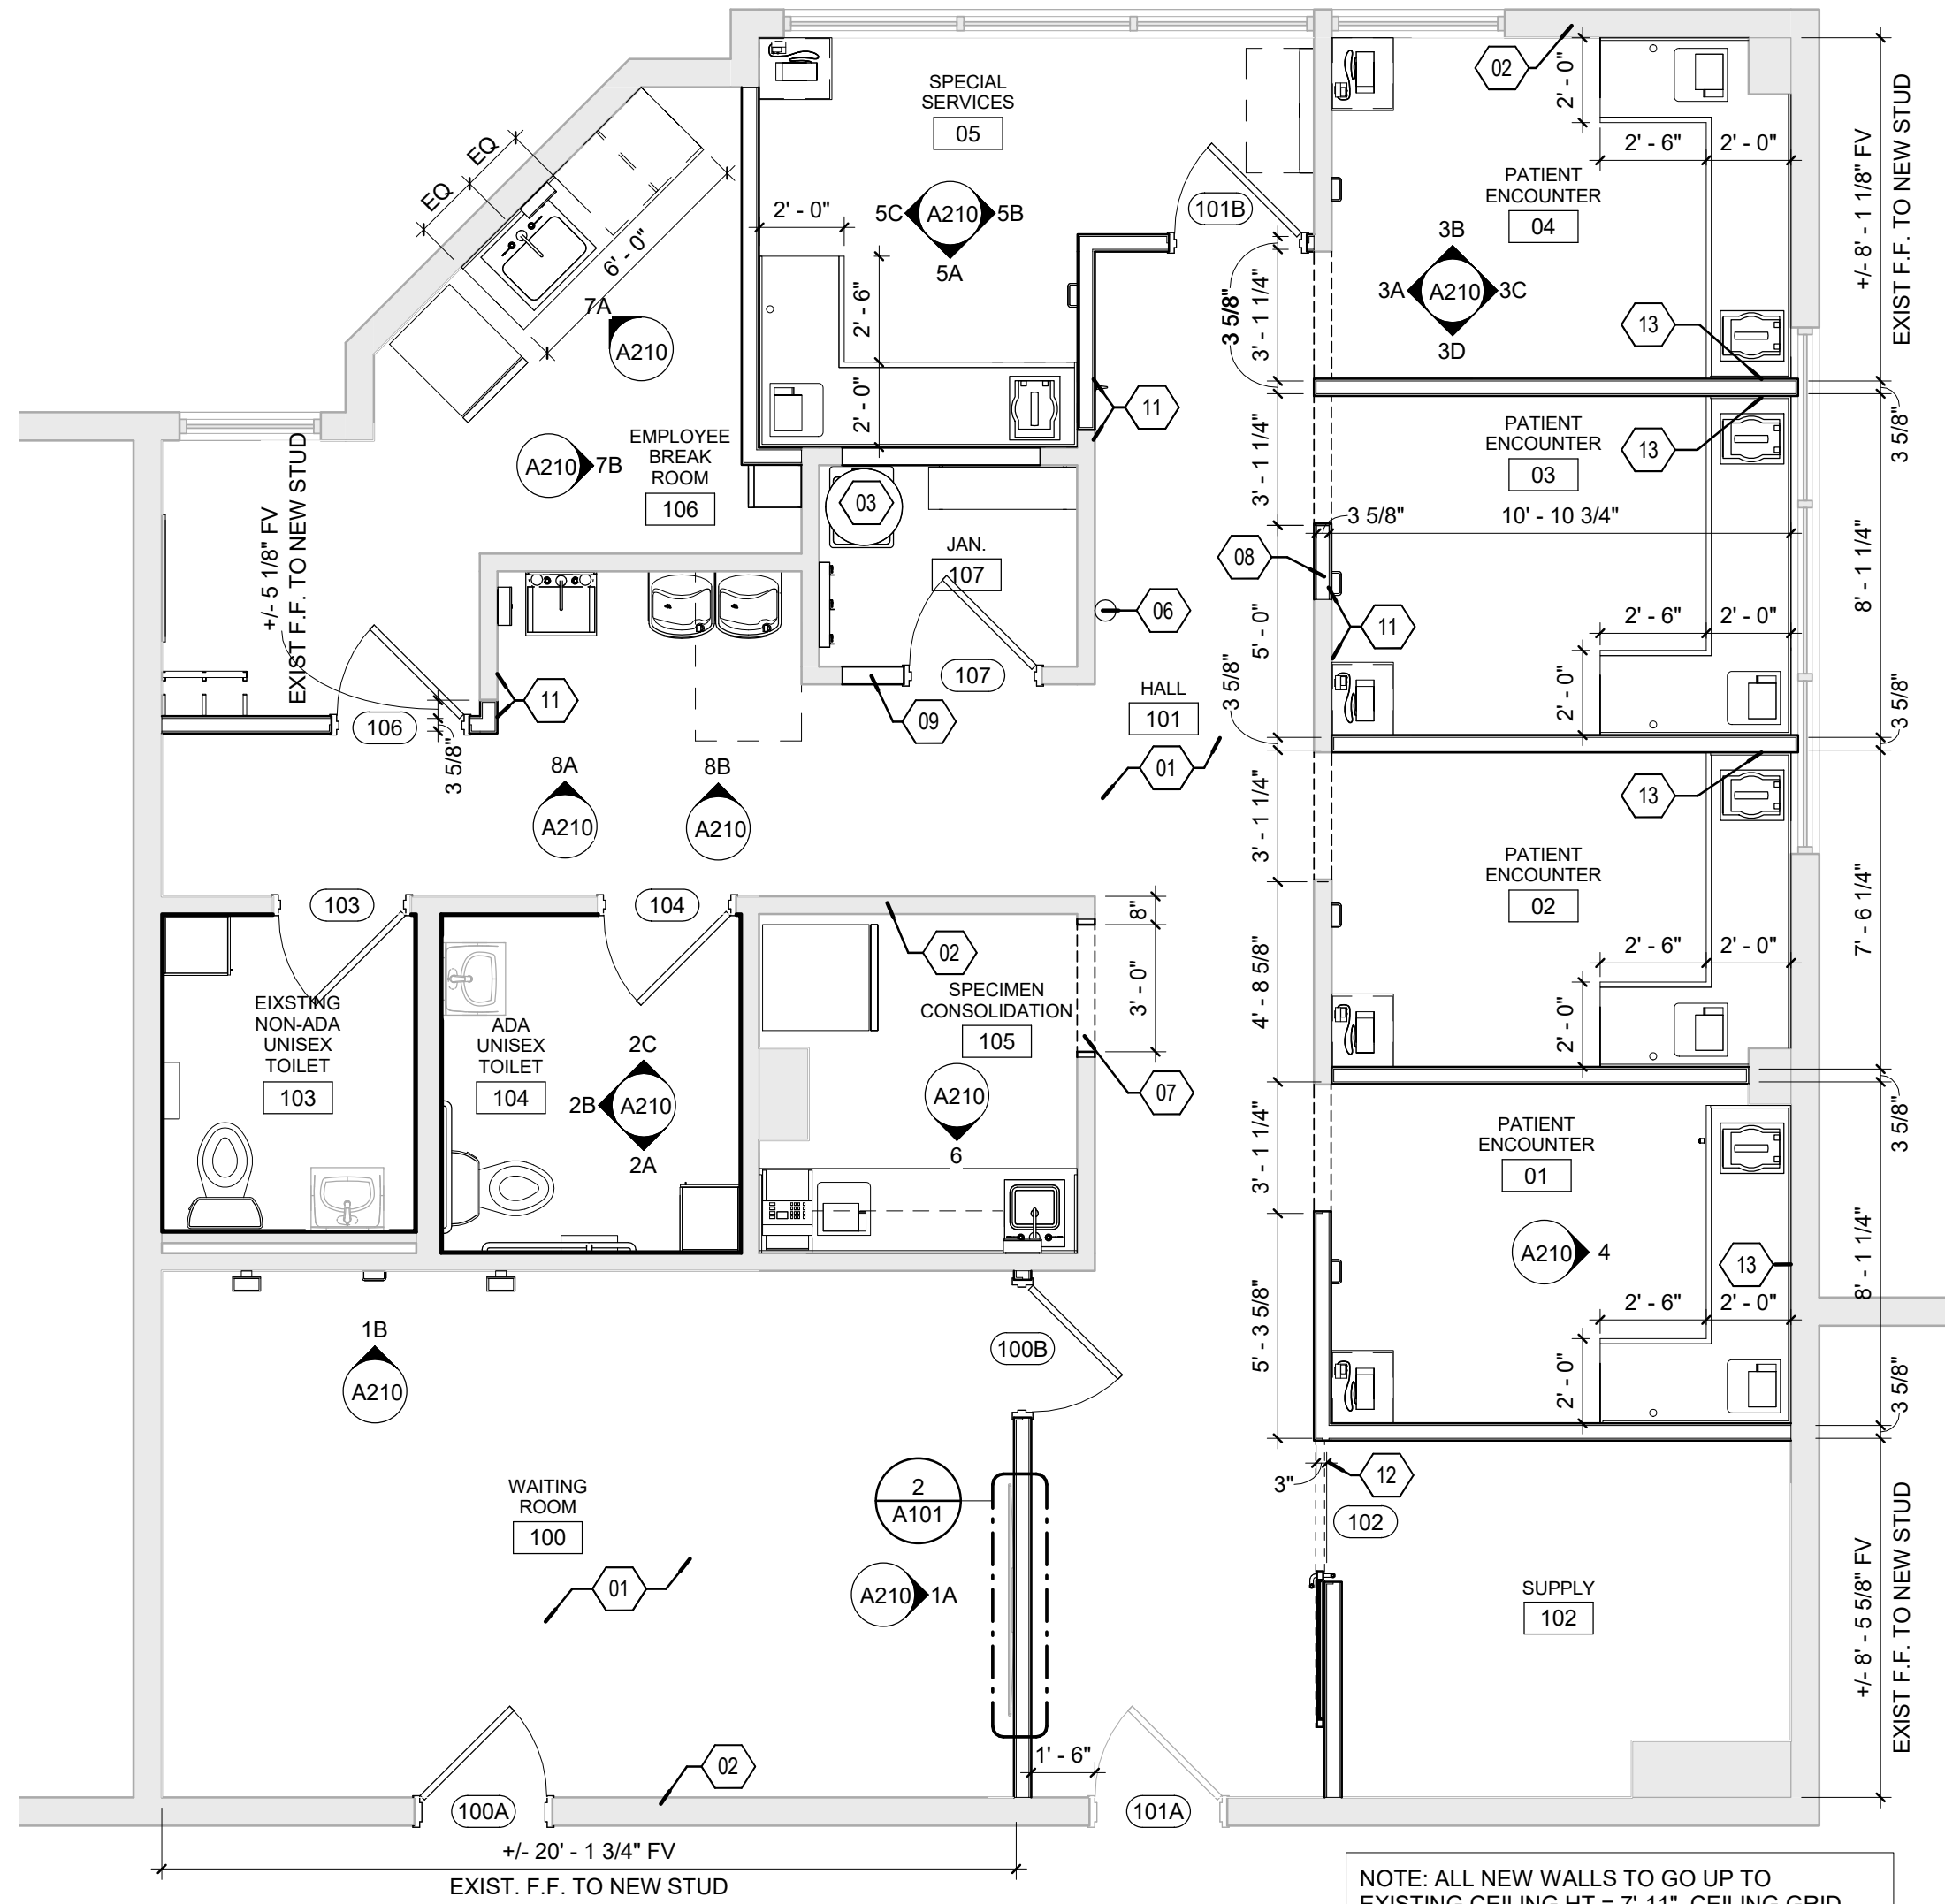 SPECIAL
SERVICES
05
5C
A210
5B
5A
2' - 0"
2' - 6"
2' - 0"
101B
02
2' - 0"
2' - 6"
2' - 0"
PATIENT
ENCOUNTER
04
3B
3A
A210
3C
3D
13
+/- 8' - 1 1/8" FV
EXIST F.F. TO NEW STUD
EQ
EQ
6' - 0"
7A
A210
A210
7B
EMPLOYEE
BREAK
ROOM
106
+/- 5 1/8" FV
EXIST F.F. TO NEW STUD
3 5/8"
3' - 1 1/4"
11
3' - 1 1/4"
PATIENT
ENCOUNTER
03
13
3 5/8"
3 5/8"
10' - 10 3/4"
03
JAN.
107
08
06
11
5' - 0"
2' - 6"
2' - 0"
2' - 0"
8' - 1 1/4"
107
09
HALL
101
01
3 5/8"
3 5/8"
106
3 5/8"
11
8A
A210
8B
A210
3' - 1 1/4"
13
PATIENT
ENCOUNTER
02
2' - 6"
2' - 0"
2' - 0"
7' - 6 1/4"
103
104
02
8"
3' - 0"
4' - 8 5/8"
EIXSTING
NON-ADA
UNISEX
TOILET
103
ADA
UNISEX
TOILET
104
2C
2B
A210
2A
SPECIMEN
CONSOLIDATION
105
A210
6
07
3' - 1 1/4"
3 5/8"
PATIENT
ENCOUNTER
01
A210
4
13
2' - 6"
2' - 0"
2' - 0"
8' - 1 1/4"
5' - 3 5/8"
3 5/8"
1B
A210
100B
WAITING
ROOM
100
01
2
A101
A210
1A
3"
12
102
SUPPLY
102
+/- 8' - 5 5/8" FV
EXIST F.F. TO NEW STUD
02
1' - 6"
100A
101A
+/- 20' - 1 3/4" FV
EXIST. F.F. TO NEW STUD
NOTE: ALL NEW WALLS TO GO UP TO
EXISTING CEILING HT = 7'-11". CEILING GRID